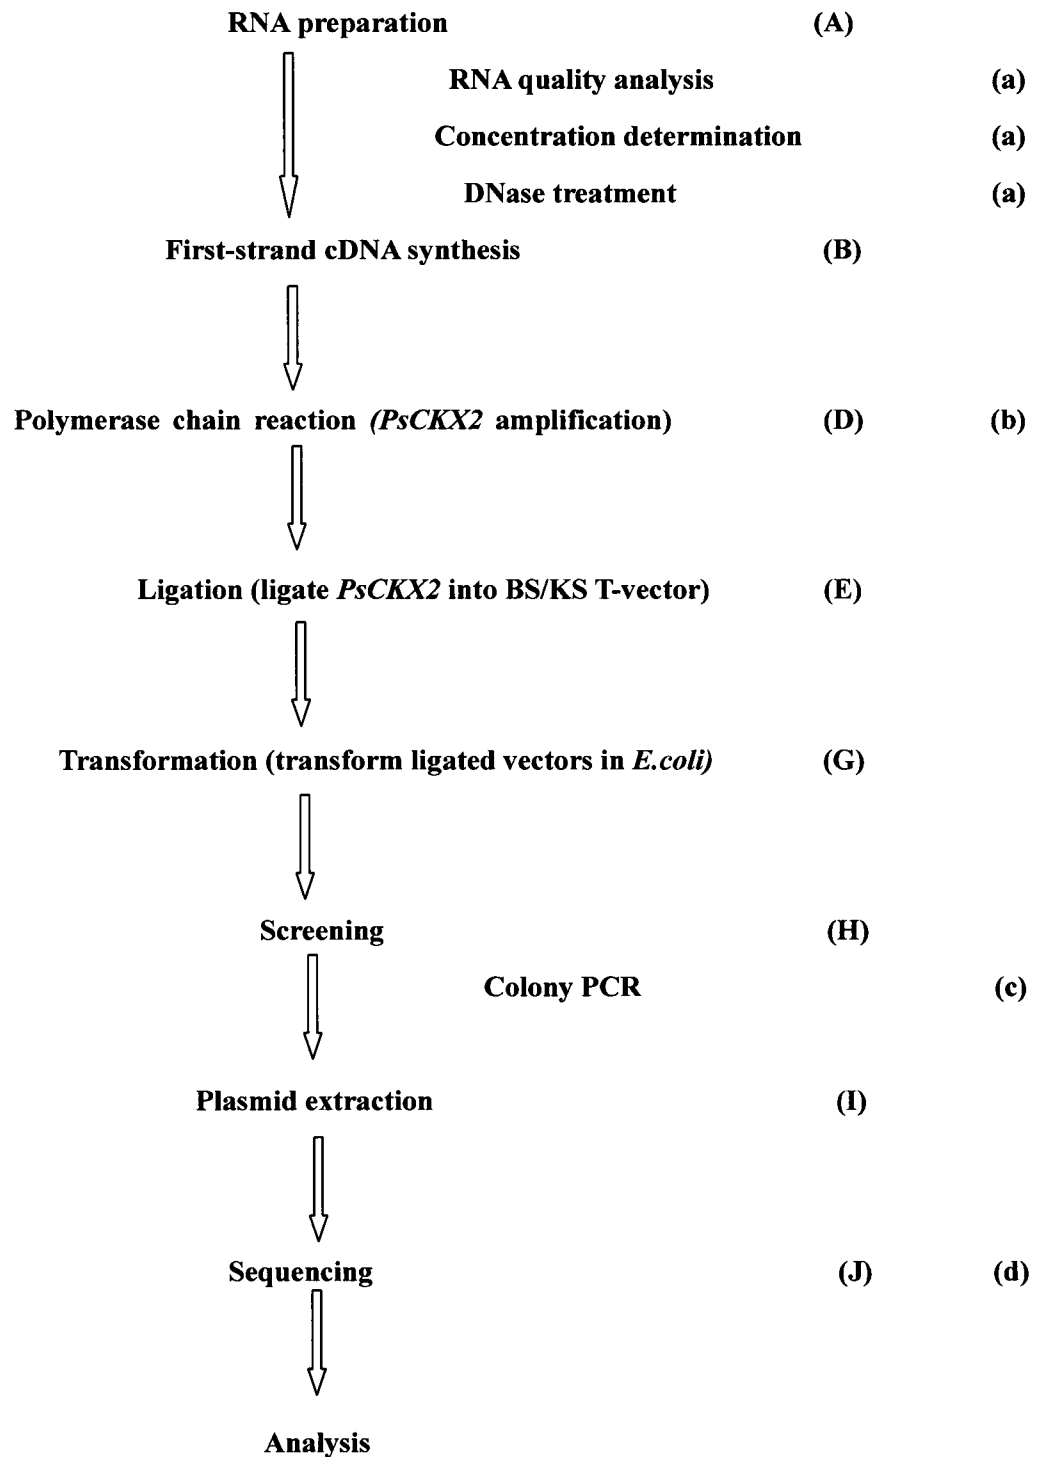 RNA preparation (A)
RNA quality analysis (a)
Concentration determination (a)
DNase treatment (a)
First-strand cDNA synthesis (B)
Polymerase chain reaction (PsCKX2 amplification) (D) (b)
Ligation (ligate PsCKX2 into BS/KS T-vector) (E)
Transformation (transform ligated vectors in E.coli) (G)
Screening (H)
Colony PCR (c)
Plasmid extraction (I)
Sequencing (J) (d)
Analysis